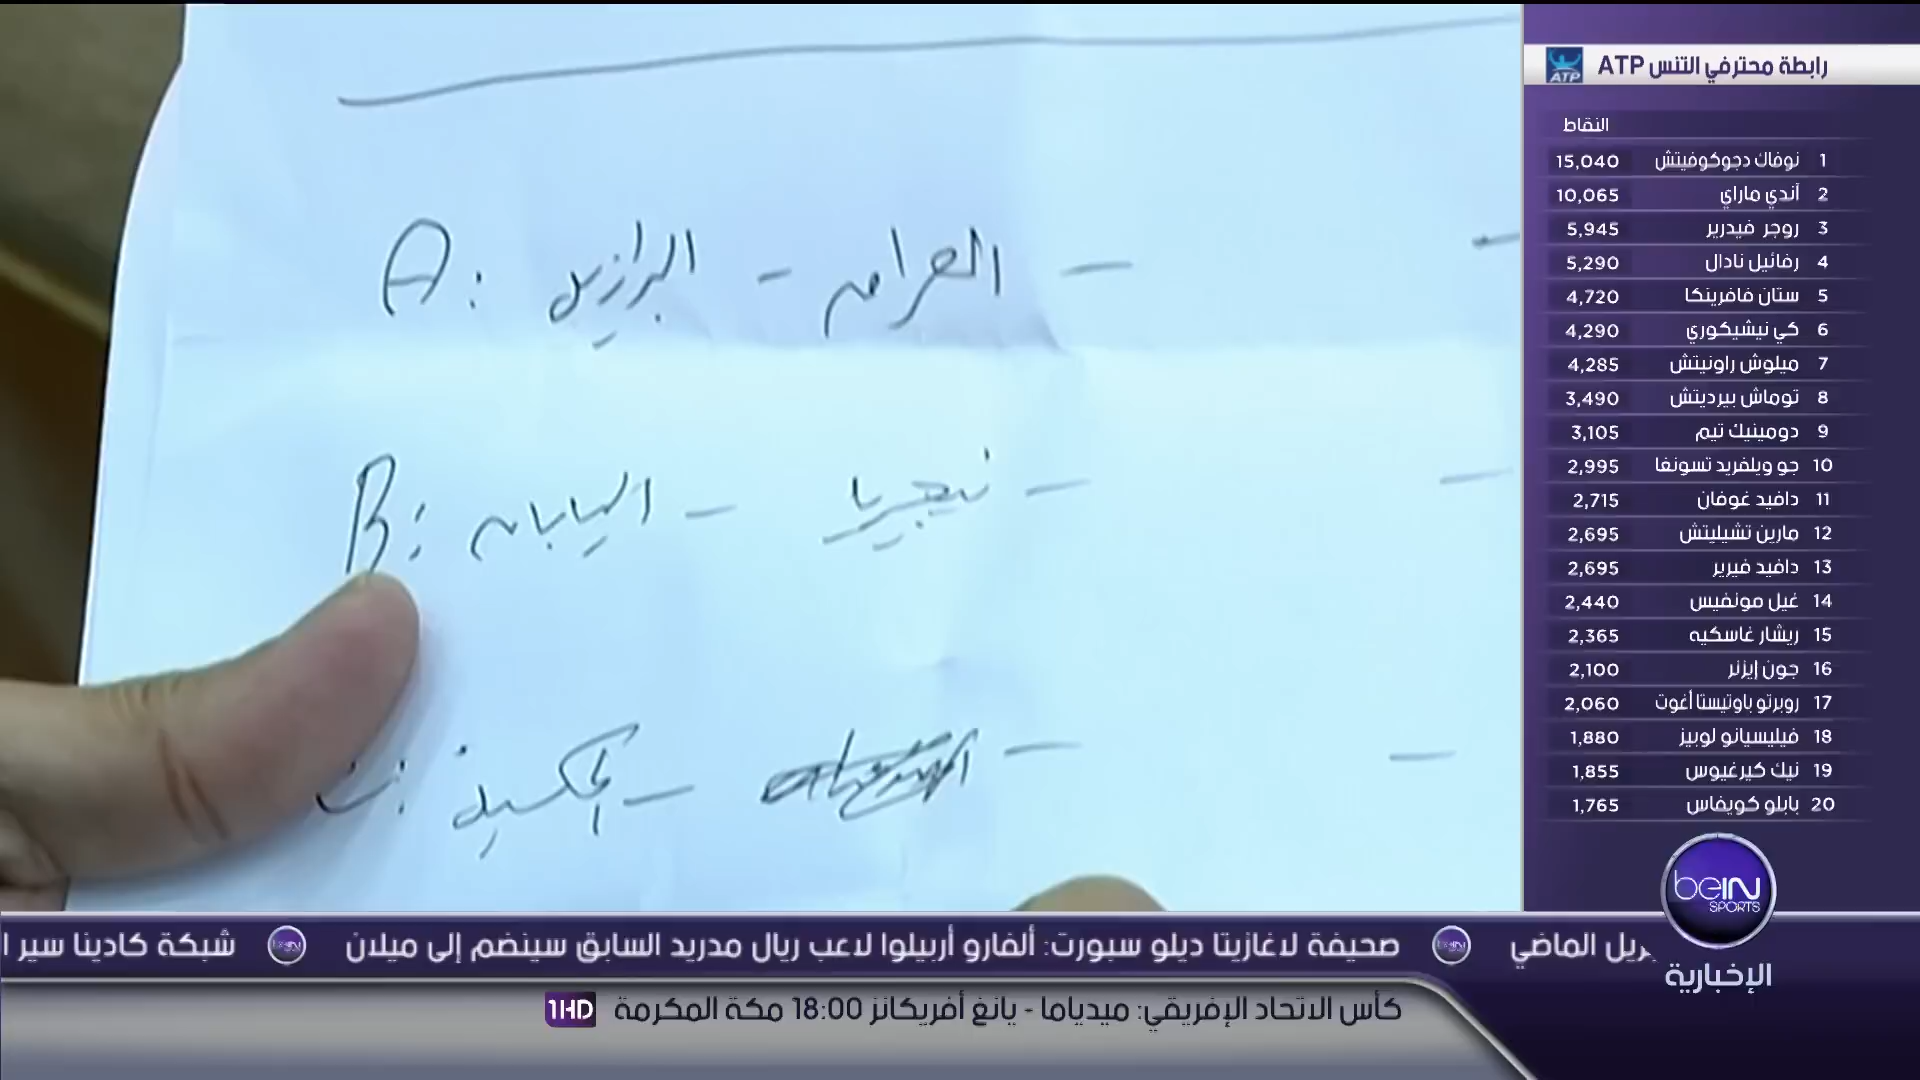 A : البرازيل - العراق -
B : اليابان - نيجيريا -
: المكسيك -
رابطة محترفي التنس ATP
النقاط
1 نوفاك دجوكوفيتش 15,040
2 آندي ماراي 10,065
3 روجر فيدرير 5,945
4 رفائيل نادال 5,290
5 ستان فافرينكا 4,720
6 كي نيشيكوري 4,290
7 ميلوش راونيتش 4,285
8 توماش بيرديتش 3,490
9 دومينيك تيم 3,105
10 جو ويلفريد تسونغا 2,995
11 دافيد غوفان 2,715
12 مارين تشيليتش 2,695
13 دافيد فيرير 2,695
14 غيل مونفيس 2,440
15 ريشار غاسكيه 2,365
16 جون إيزنر 2,100
17 روبرتو باوتيستا أغوت 2,060
18 فيليسيانو لوبيز 1,880
19 نيك كيرغيوس 1,855
20 بابلو كويفاس 1,765
beIN SPORTS
الإخبارية
الماضي beIN صحيفة لاغازيتا ديلو سبورت: ألفارو أربيلوا لاعب ريال مدريد السابق سينضم إلى ميلان beIN شبكة كادينا سير
كأس الاتحاد الإفريقي: ميدياما - يانغ أفريكانز 18:00 مكة المكرمة 1HD